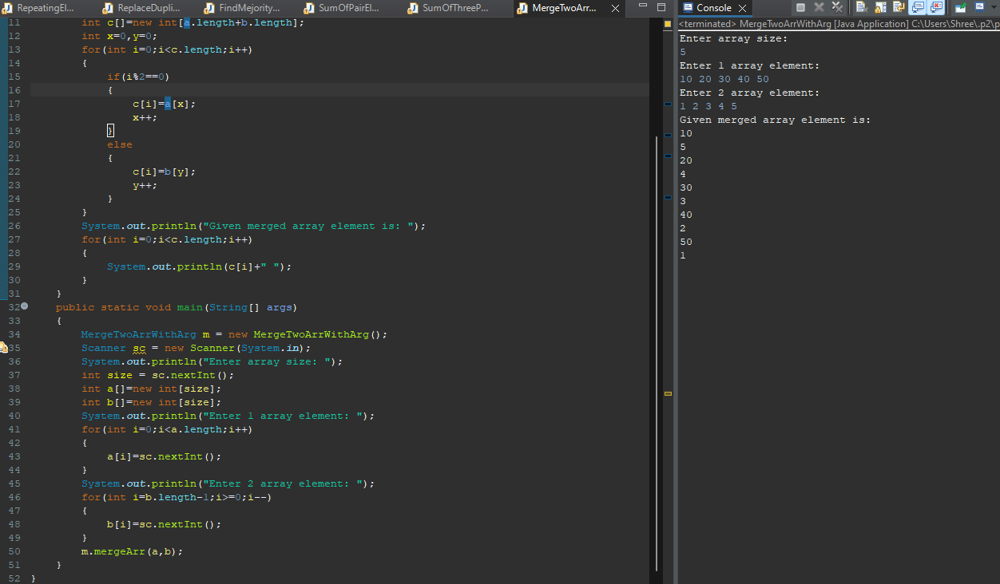 RepeatingEl... ReplaceDupli... FindMejority... SumOfPairEl... SumOfThreeP... MergeTwoArr...
11 int c[]=new int[a.length+b.length];
12 int x=0,y=0;
13 for(int i=0;i<c.length;i++)
14 {
15 if(i%2==0)
16 {
17 c[i]=a[x];
18 x++;
19 }
20 else
21 {
22 c[i]=b[y];
23 y++;
24 }
25 }
26 System.out.println("Given merged array element is: ");
27 for(int i=0;i<c.length;i++)
28 {
29 System.out.println(c[i]+" ");
30 }
31 }
32 public static void main(String[] args)
33 {
34 MergeTwoArrWithArg m = new MergeTwoArrWithArg();
35 Scanner sc = new Scanner(System.in);
36 System.out.println("Enter array size: ");
37 int size = sc.nextInt();
38 int a[]=new int[size];
39 int b[]=new int[size];
40 System.out.println("Enter 1 array element: ");
41 for(int i=0;i<a.length;i++)
42 {
43 a[i]=sc.nextInt();
44 }
45 System.out.println("Enter 2 array element: ");
46 for(int i=b.length-1;i>=0;i--)
47 {
48 b[i]=sc.nextInt();
49 }
50 m.mergeArr(a,b);
51 }
52 }
Console
<terminated> MergeTwoArrWithArg [Java Application] C:\Users\Shree\.p2\p
Enter array size:
5
Enter 1 array element:
10 20 30 40 50
Enter 2 array element:
1 2 3 4 5
Given merged array element is:
10
5
20
4
30
3
40
2
50
1